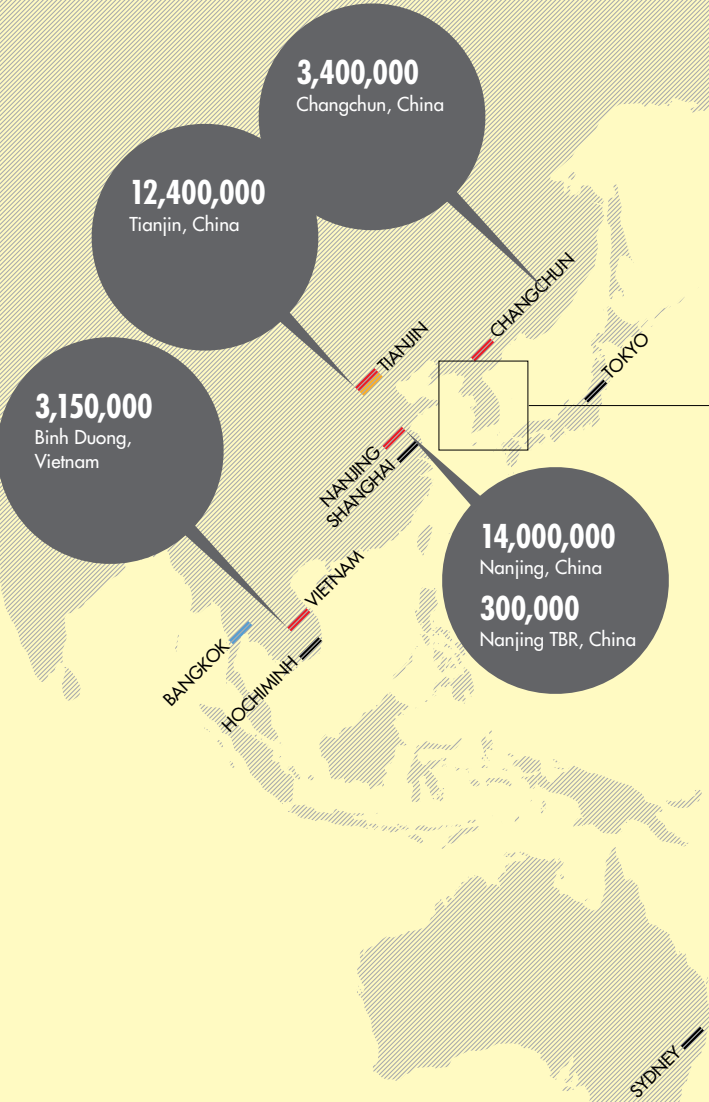 3,400,000
Changchun, China
12,400,000
Tianjin, China
CHANGCHUN
TIANJIN
TOKYO
3,150,000
Binh Duong,
Vietnam
NANJING
SHANGHAI
14,000,000
Nanjing, China
300,000
Nanjing TBR, China
VIETNAM
BANGKOK
HOCHIMINH
SYDNEY